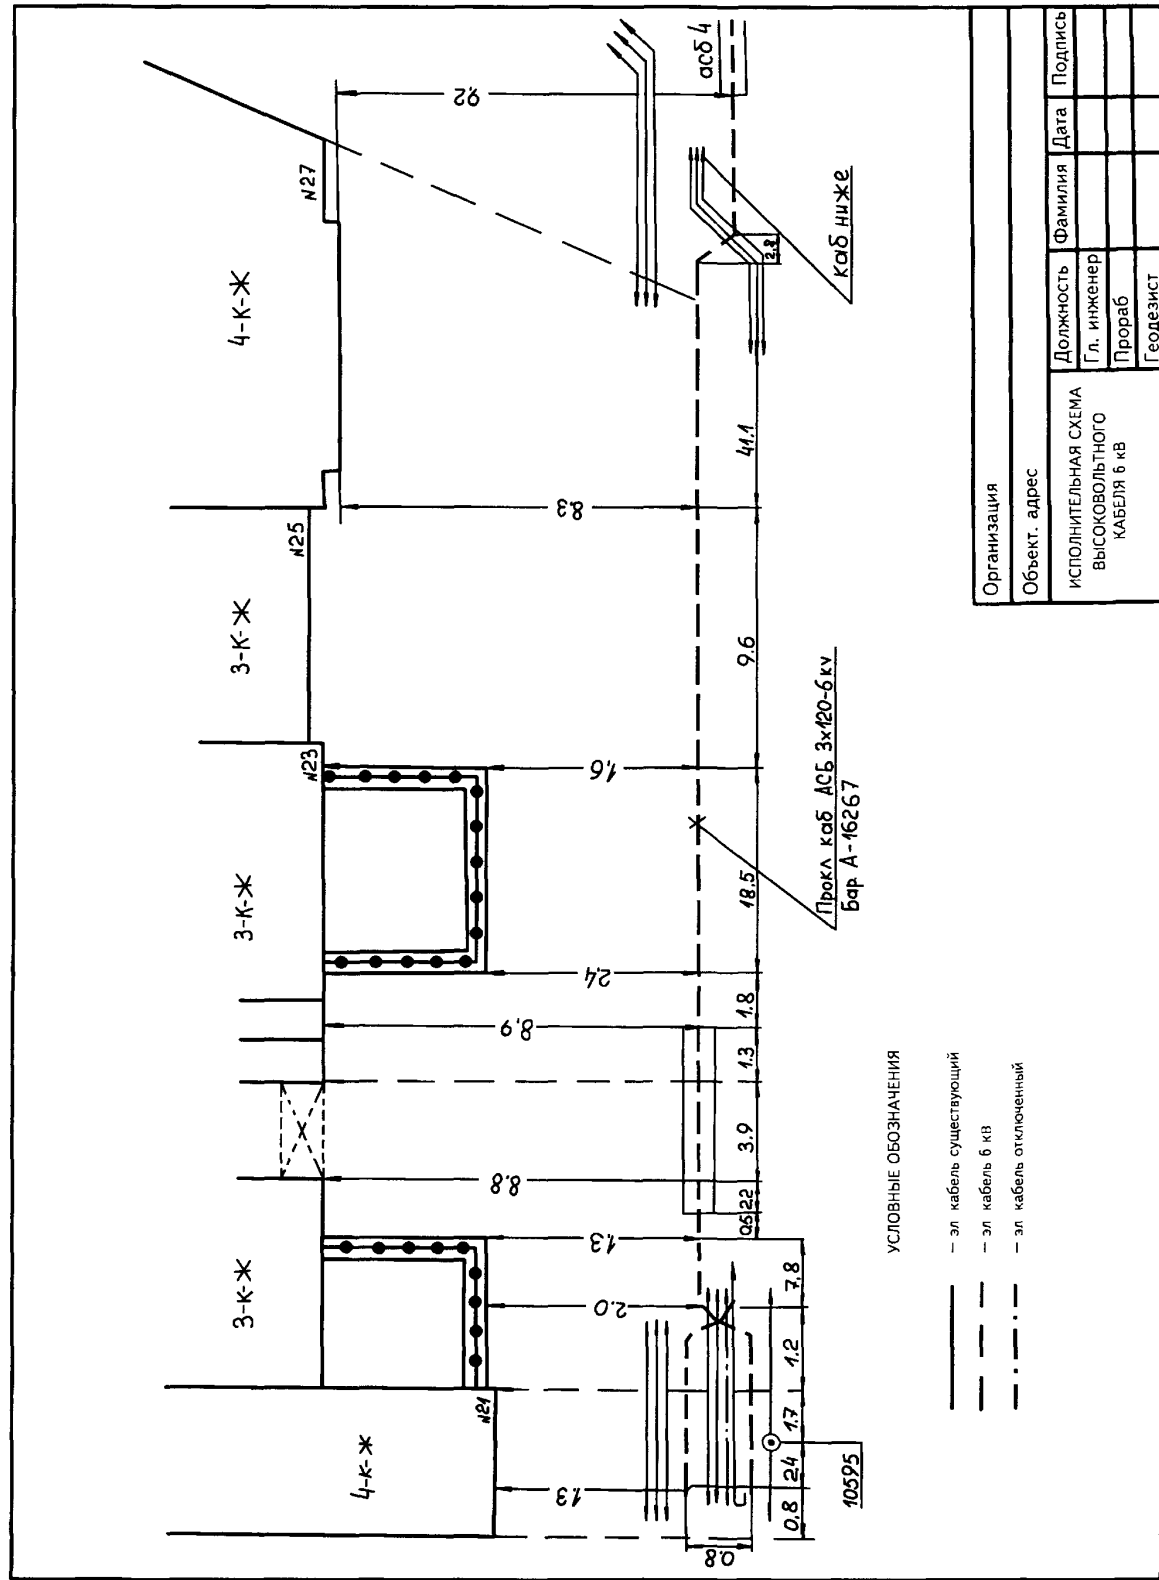 4-К-Ж
N21
3-К-Ж
3-К-Ж
N23
3-К-Ж
N25
4-К-Ж
N27
1.3
2.0
1.3
8.8
8,9
2,4
1,6
8.3
9.2
0.8
0.8
2.4
1.7
1.2
7.8
0.5
2.2
3.9
1.3
1.8
18.5
9.6
41.1
2.2
10595
асб 4
каб ниже
Прокл каб АСБ 3х120-6кv
Бар А-16267
УСЛОВНЫЕ ОБОЗНАЧЕНИЯ
– эл кабель существующий
– эл кабель 6 кВ
– эл кабель отключенный
Организация
Объект. адрес
ИСПОЛНИТЕЛЬНАЯ СХЕМА
ВЫСОКОВОЛЬТНОГО
КАБЕЛЯ 6 кВ
Должность Фамилия Дата Подпись
Гл. инженер
Прораб
Геодезист